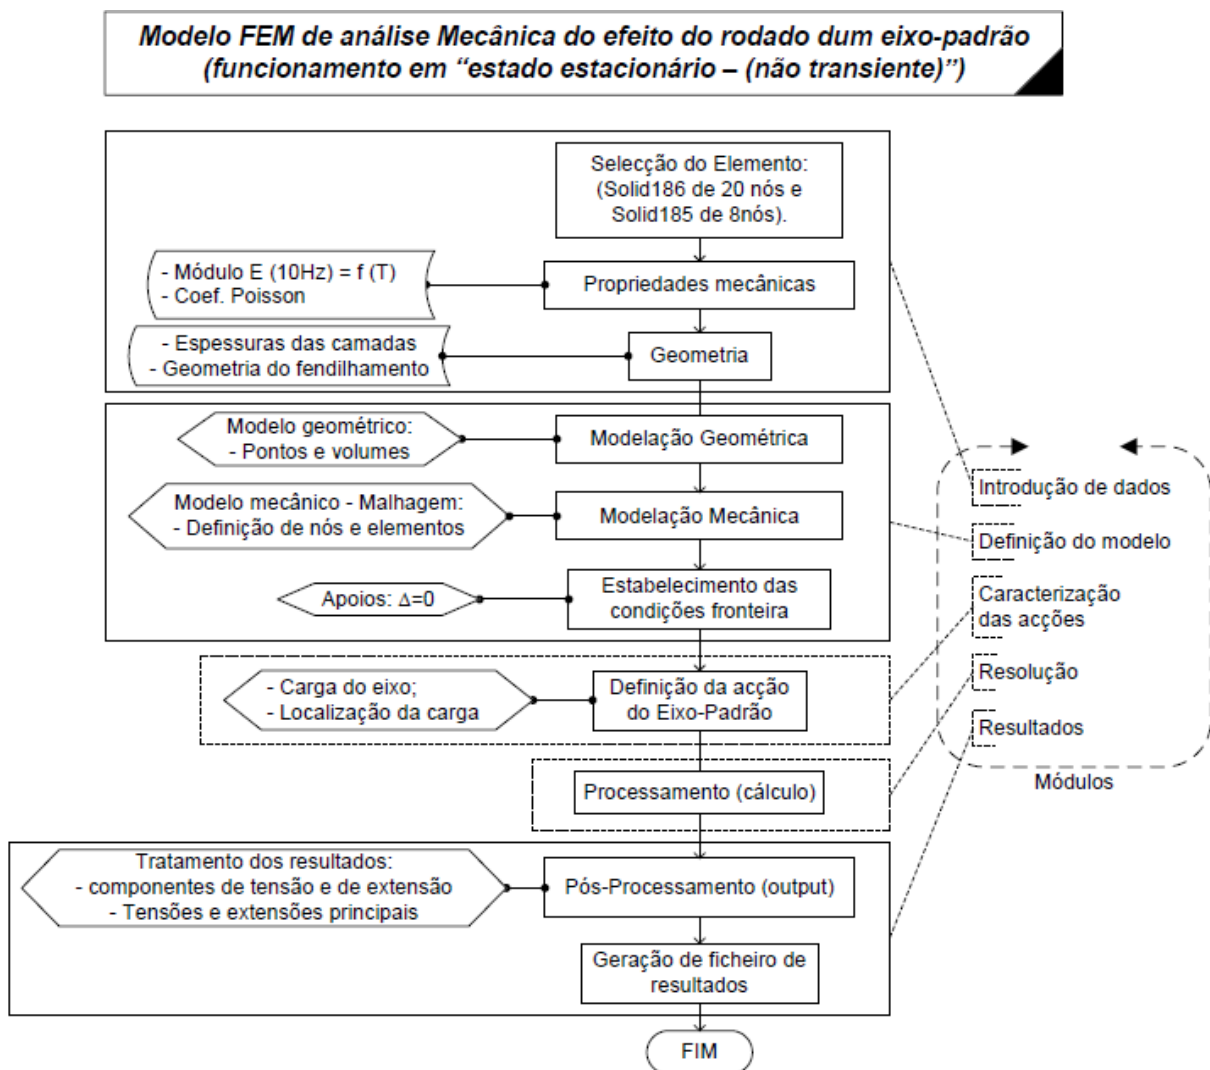 Modelo FEM de análise Mecânica do efeito do rodado dum eixo-padrão
(funcionamento em “estado estacionário – (não transiente)”)
Selecção do Elemento:
(Solid186 de 20 nós e
Solid185 de 8nós).
- Módulo E (10Hz) = f (T)
- Coef. Poisson
Propriedades mecânicas
- Espessuras das camadas
- Geometria do fendilhamento
Geometria
Modelo geométrico:
- Pontos e volumes
Modelação Geométrica
Modelo mecânico - Malhagem:
- Definição de nós e elementos
Modelação Mecânica
Apoios: Δ=0
Estabelecimento das
condições fronteira
- Carga do eixo;
- Localização da carga
Definição da acção
do Eixo-Padrão
Processamento (cálculo)
Tratamento dos resultados:
- componentes de tensão e de extensão
- Tensões e extensões principais
Pós-Processamento (output)
Geração de ficheiro de
resultados
FIM
Introdução de dados
Definição do modelo
Caracterização
das acções
Resolução
Resultados
Módulos